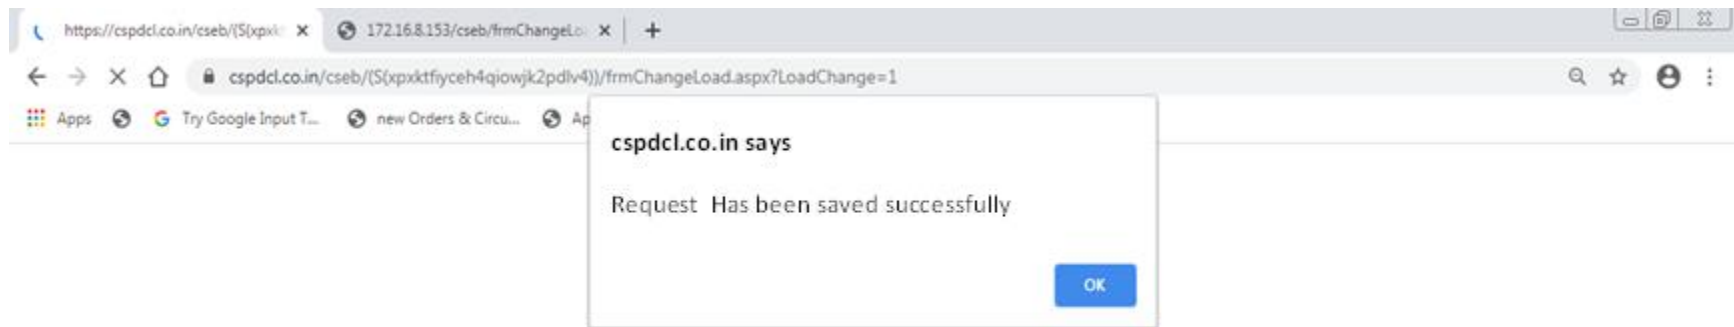 https://cspdcl.co.in/cseb/(S(xpxk
172.16.8.153/cseb/frmChangeLo
cspdcl.co.in/cseb/(S(xpxktfiyceh4qiowjk2pdlv4))/frmChangeLoad.aspx?LoadChange=1
Apps Try Google Input T... new Orders & Circu... Ap
cspdcl.co.in says
Request Has been saved successfully
OK